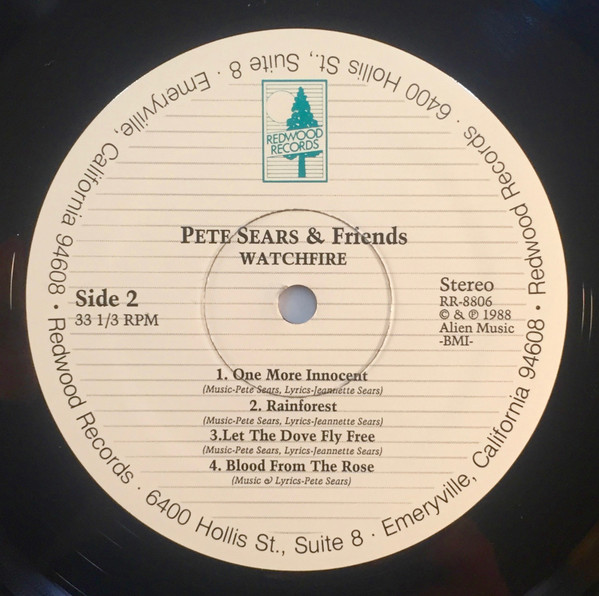 REDWOOD
RECORDS
PETE SEARS & Friends
WATCHFIRE
Side 2
33 1/3 RPM
Stereo
RR-8806
© & ℗ 1988
Alien Music
-BMI-
1. One More Innocent
(Music-Pete Sears, Lyrics-Jeannette Sears)
2. Rainforest
(Music-Pete Sears, Lyrics-Jeannette Sears)
3.Let The Dove Fly Free
(Music-Pete Sears, Lyrics-Jeannette Sears)
4. Blood From The Rose
(Music & Lyrics-Pete Sears)
Redwood Records · 6400 Hollis St., Suite 8 · Emeryville, California 94608 · Redwood Records · 6400 Hollis St., Suite 8 · Emeryville, California 94608 ·